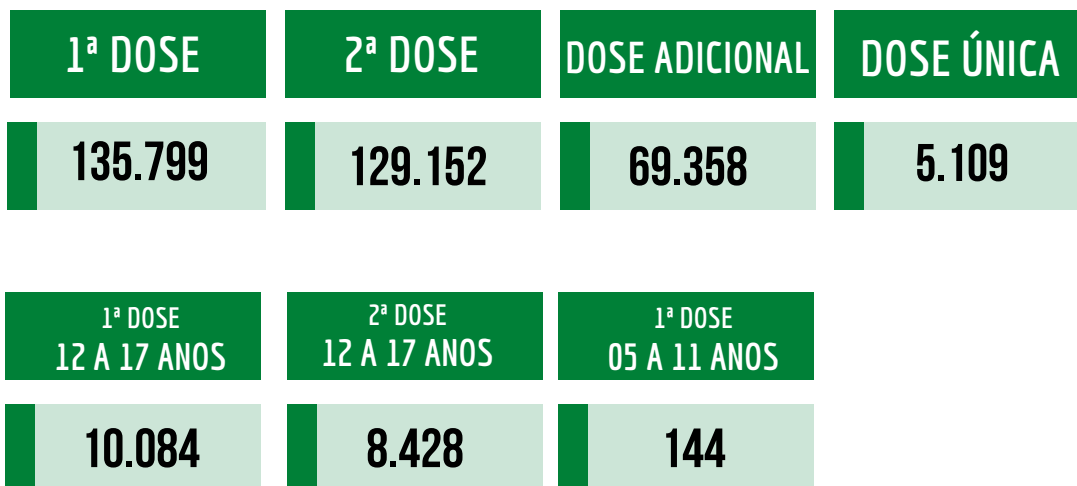 1ª DOSE
2ª DOSE
DOSE ADICIONAL
DOSE ÚNICA
135.799
129.152
69.358
5.109
1ª DOSE
12 A 17 ANOS
2ª DOSE
12 A 17 ANOS
1ª DOSE
05 A 11 ANOS
10.084
8.428
144